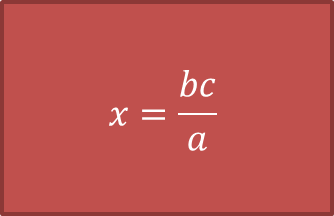 x = bc/a